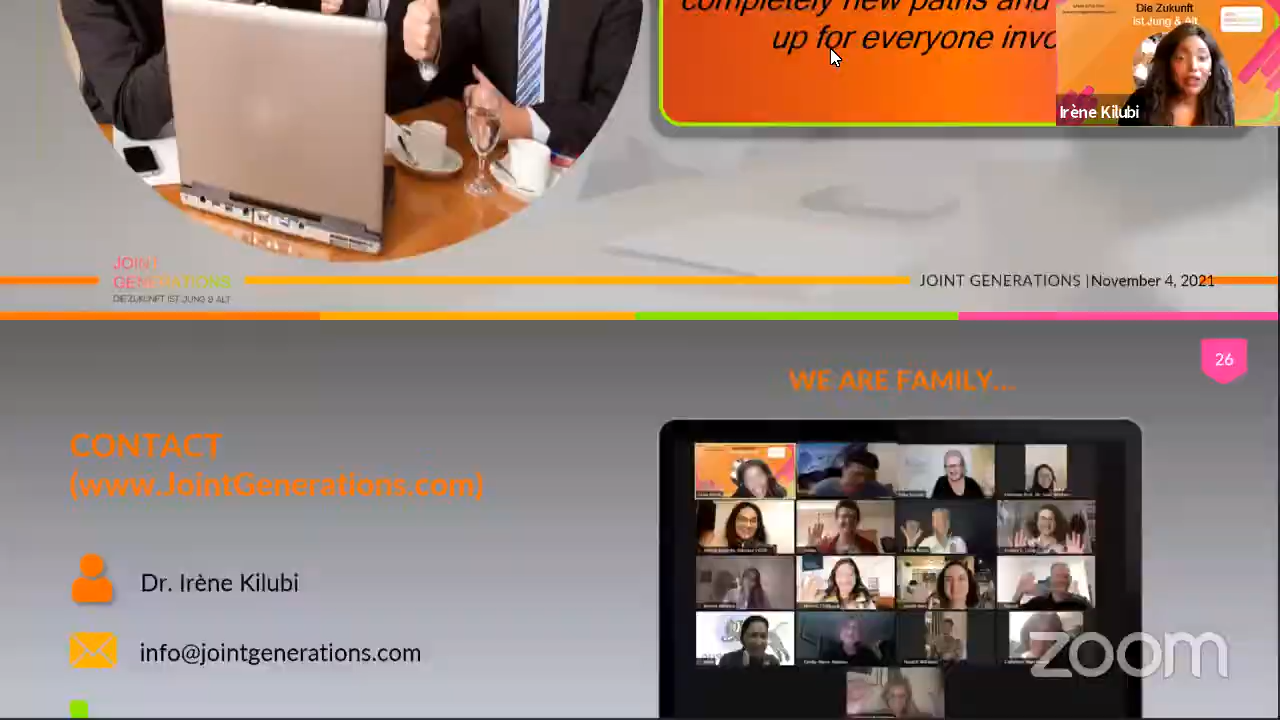 completely new paths and
up for everyone invo
Die Zukunft
ist Jung & Alt
Irène Kilubi
JOINT
GENERATIONS
DIE ZUKUNFT IST JUNG & ALT
JOINT GENERATIONS |November 4, 2021
26
WE ARE FAMILY...
CONTACT
(www.JointGenerations.com)
Dr. Irène Kilubi
info@jointgenerations.com
zoom